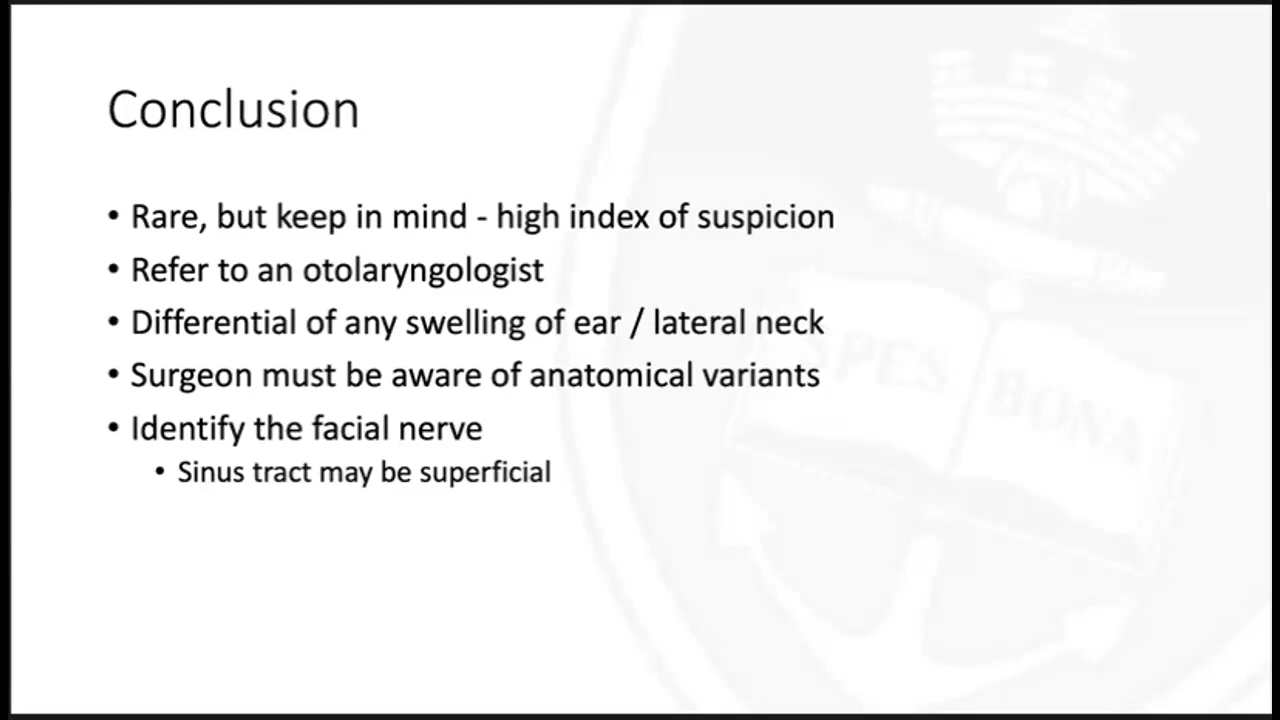 Conclusion
• Rare, but keep in mind - high index of suspicion
• Refer to an otolaryngologist
• Differential of any swelling of ear / lateral neck
• Surgeon must be aware of anatomical variants
• Identify the facial nerve
• Sinus tract may be superficial
SPES BONA